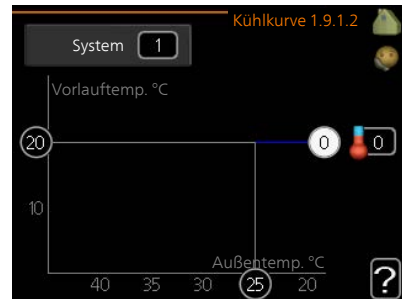 Kühlkurve 1.9.1.2
System 1
Vorlauftemp. °C
20 0 0
10
Außentemp. °C
40 35 30 25 20
?